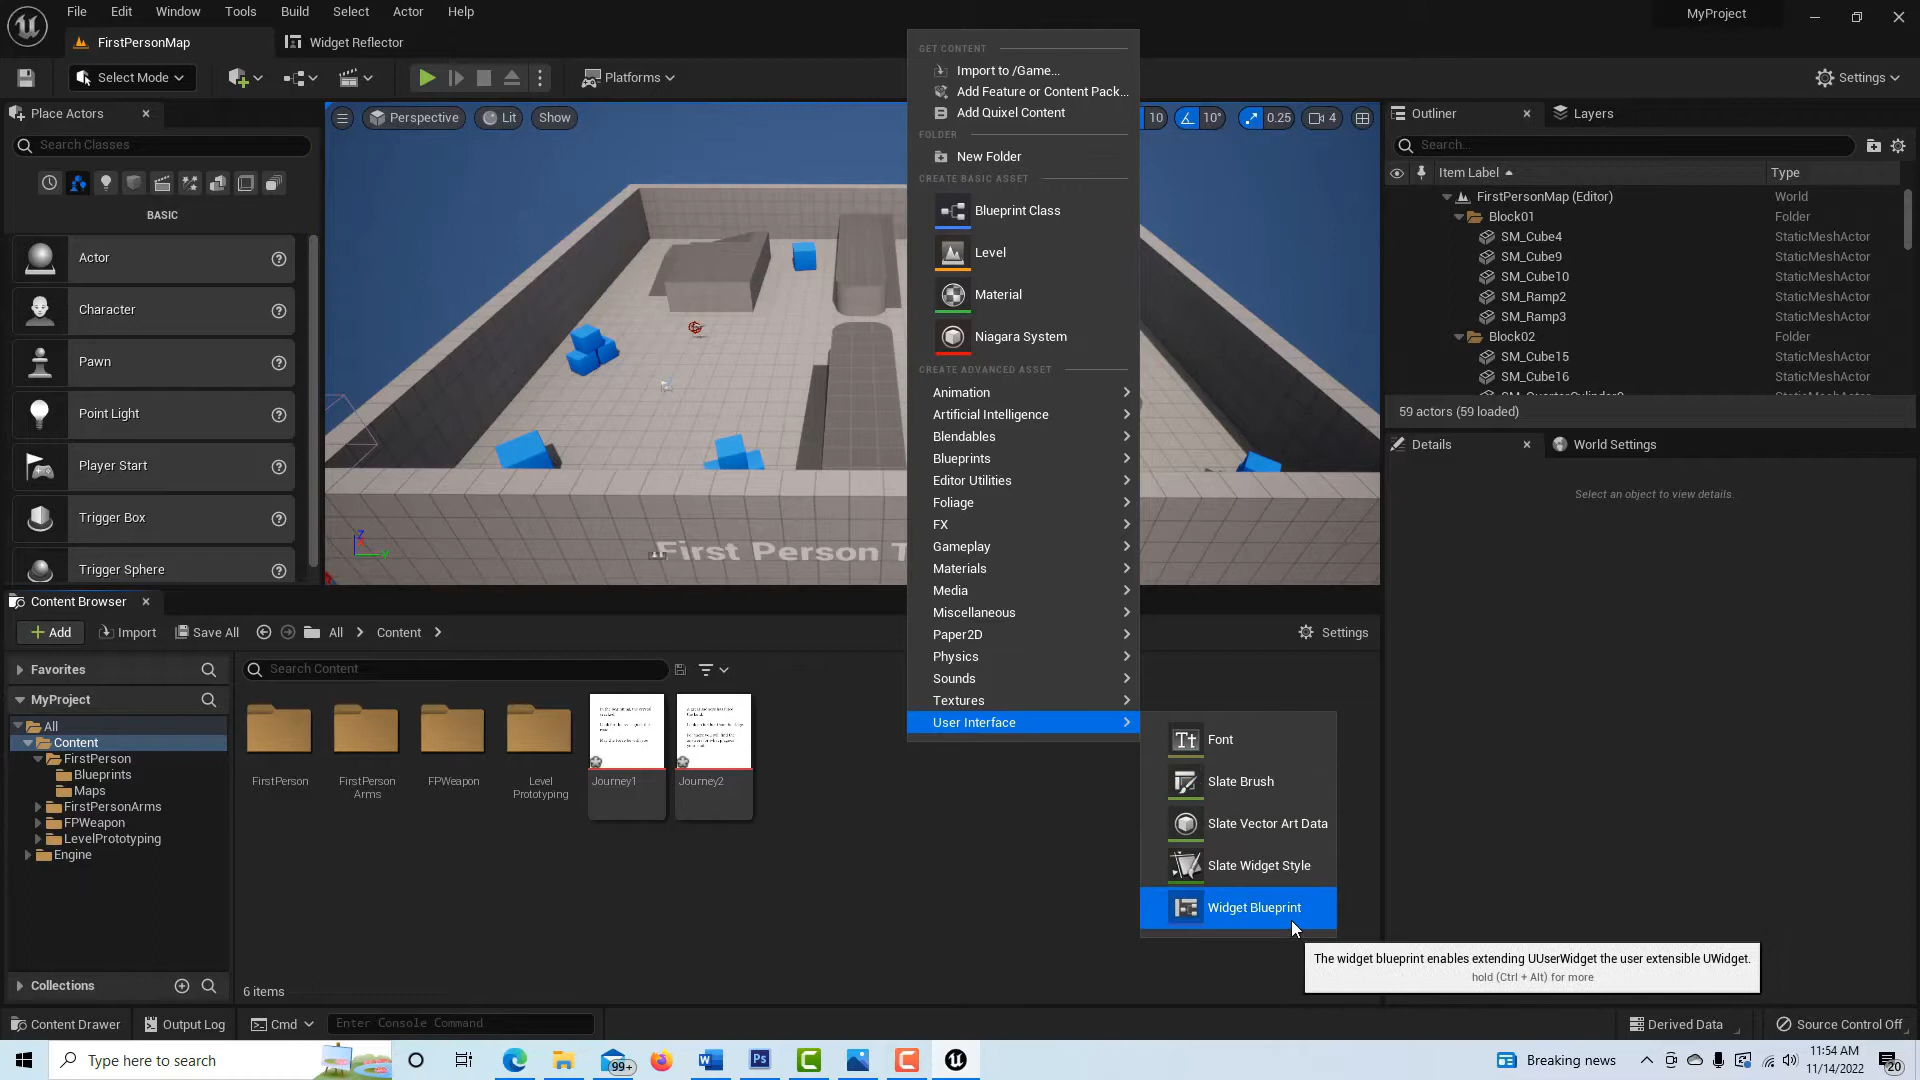 File Edit Window Tools Build Select Actor Help
MyProject
FirstPersonMap
Widget Reflector
Select Mode
Platforms
Settings
Place Actors
Search Classes
BASIC
Actor
Character
Pawn
Point Light
Player Start
Trigger Box
Trigger Sphere
Perspective
Lit
Show
10
10°
0.25
4
First Person T
GET CONTENT
Import to /Game...
Add Feature or Content Pack...
Add Quixel Content
FOLDER
New Folder
CREATE BASIC ASSET
Blueprint Class
Level
Material
Niagara System
CREATE ADVANCED ASSET
Animation
Artificial Intelligence
Blendables
Blueprints
Editor Utilities
Foliage
FX
Gameplay
Materials
Media
Miscellaneous
Paper2D
Physics
Sounds
Textures
User Interface
Font
Slate Brush
Slate Vector Art Data
Slate Widget Style
Widget Blueprint
The widget blueprint enables extending UUserWidget the user extensible UWidget.
hold (Ctrl + Alt) for more
Outliner
Layers
Search...
Item Label Type
FirstPersonMap (Editor) World
Block01 Folder
SM_Cube4 StaticMeshActor
SM_Cube9 StaticMeshActor
SM_Cube10 StaticMeshActor
SM_Ramp2 StaticMeshActor
SM_Ramp3 StaticMeshActor
Block02 Folder
SM_Cube15 StaticMeshActor
SM_Cube16 StaticMeshActor
59 actors (59 loaded)
Details
World Settings
Select an object to view details.
Content Browser
Add
Import
Save All
All
Content
Settings
Favorites
MyProject
All
Content
FirstPerson
Blueprints
Maps
FirstPersonArms
FPWeapon
LevelPrototyping
Engine
Collections
Search Content
FirstPerson
FirstPerson
Arms
FPWeapon
Level
Prototyping
Journey1
Journey2
6 items
Content Drawer
Output Log
Cmd
Enter Console Command
Derived Data
Source Control Off
Type here to search
99+
Breaking news
11:54 AM
11/14/2022
20